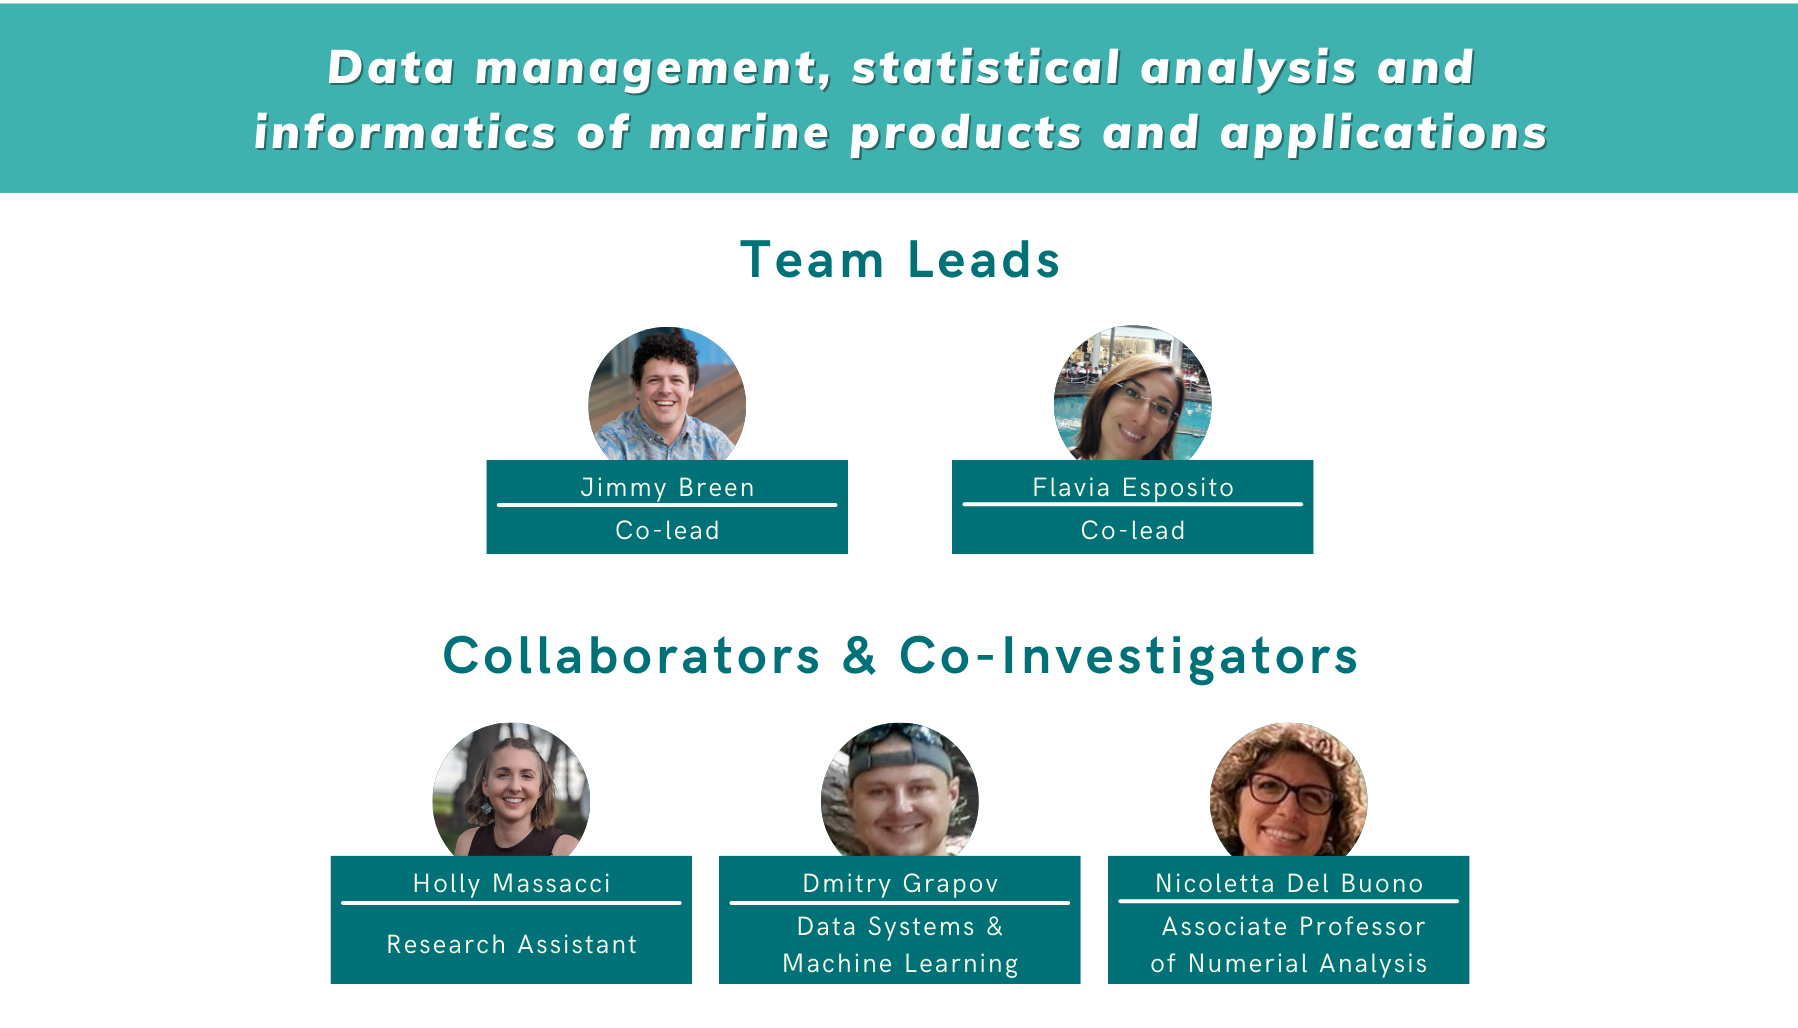 Data management, statistical analysis and
informatics of marine products and applications
Team Leads
Jimmy Breen
Co-lead
Flavia Esposito
Co-lead
Collaborators & Co-Investigators
Holly Massacci
Research Assistant
Dmitry Grapov
Data Systems &
Machine Learning
Nicoletta Del Buono
Associate Professor
of Numerial Analysis